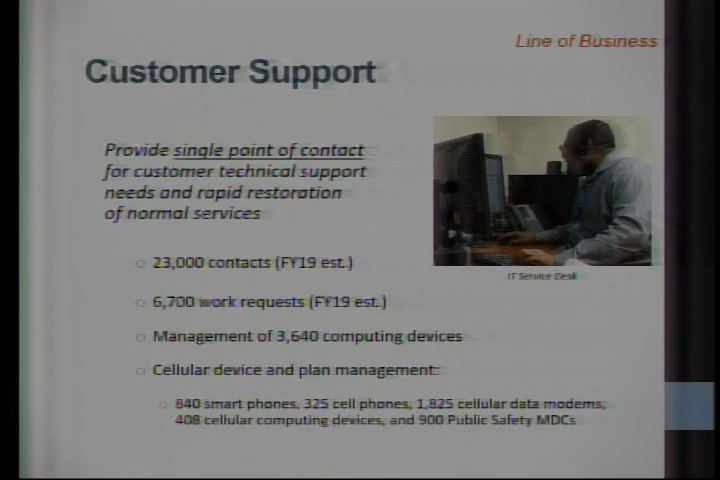 Line of Business
Customer Support
Provide single point of contact
for customer technical support
needs and rapid restoration
of normal services
IT Service Desk
○ 23,000 contacts (FY19 est.)
○ 6,700 work requests (FY19 est.)
○ Management of 3,640 computing devices
○ Cellular device and plan management:
○ 840 smart phones, 325 cell phones, 1,825 cellular data modems,
408 cellular computing devices, and 900 Public Safety MDCs